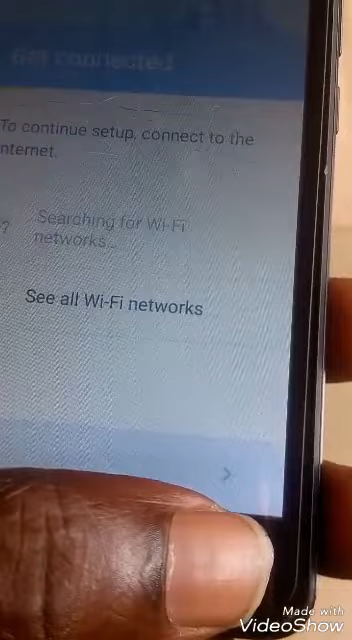 Get connected
To continue setup, connect to the
nternet.
?
Searching for Wi-Fi
networks...
See all Wi-Fi networks
Made with
VideoShow